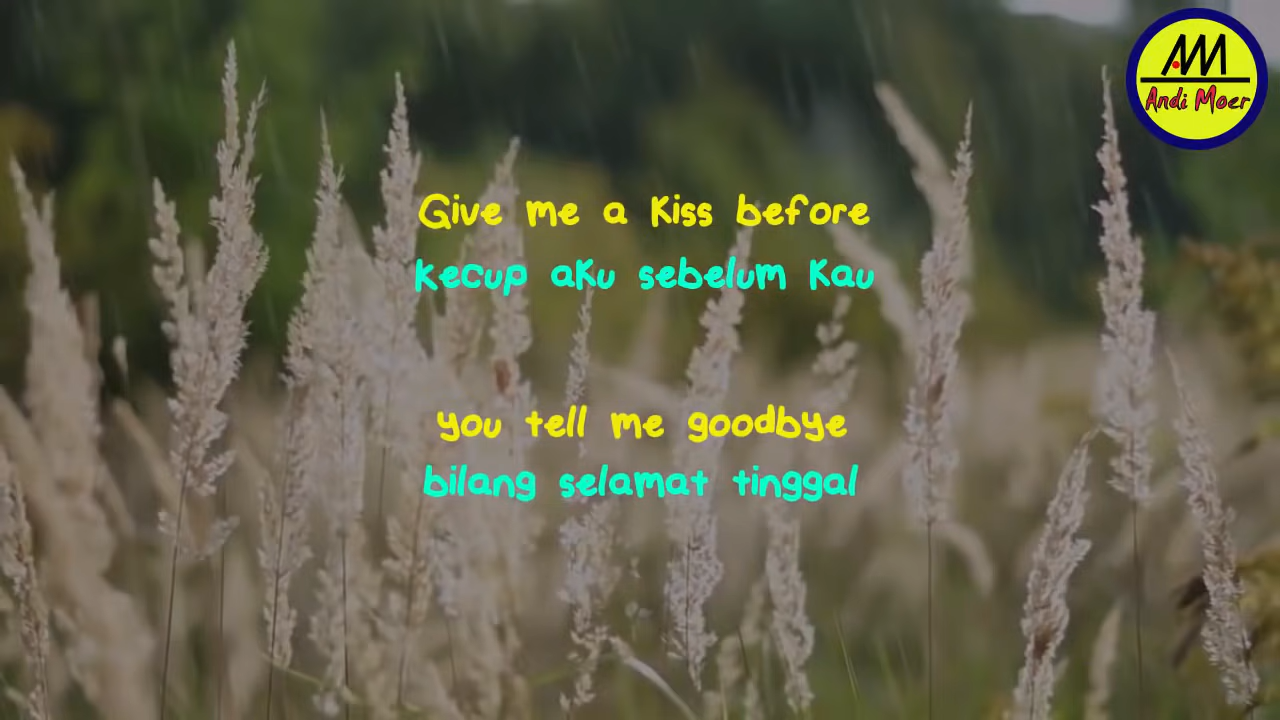 AM
Andi Moer
Give me a kiss before
kecup aku sebelum kau
you tell me goodbye
bilang selamat tinggal